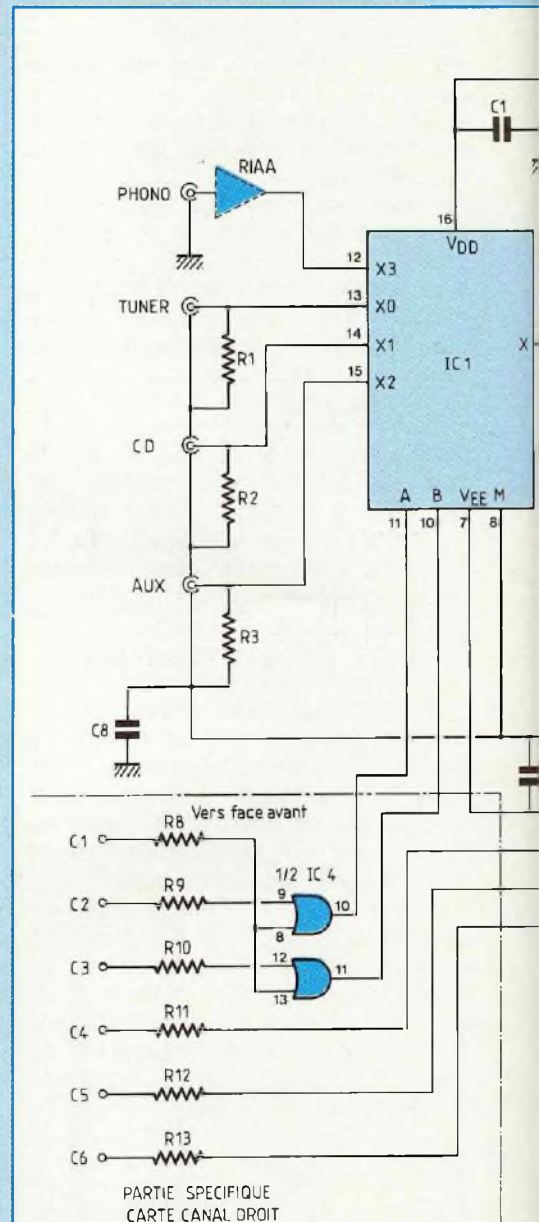 C1
RIAA
PHONO
16
VDD
12
X3
TUNER
13
X0
14
X1
R1
IC1
X
15
X2
CD
R2
A B VEE M
11 10 7 8
AUX
R3
C8
Vers face avant
C1
R8
1/2 IC 4
C2
R9
9
10
8
C3
R10
12
11
13
C4
R11
C5
R12
C6
R13
PARTIE SPECIFIQUE
CARTE CANAL DROIT